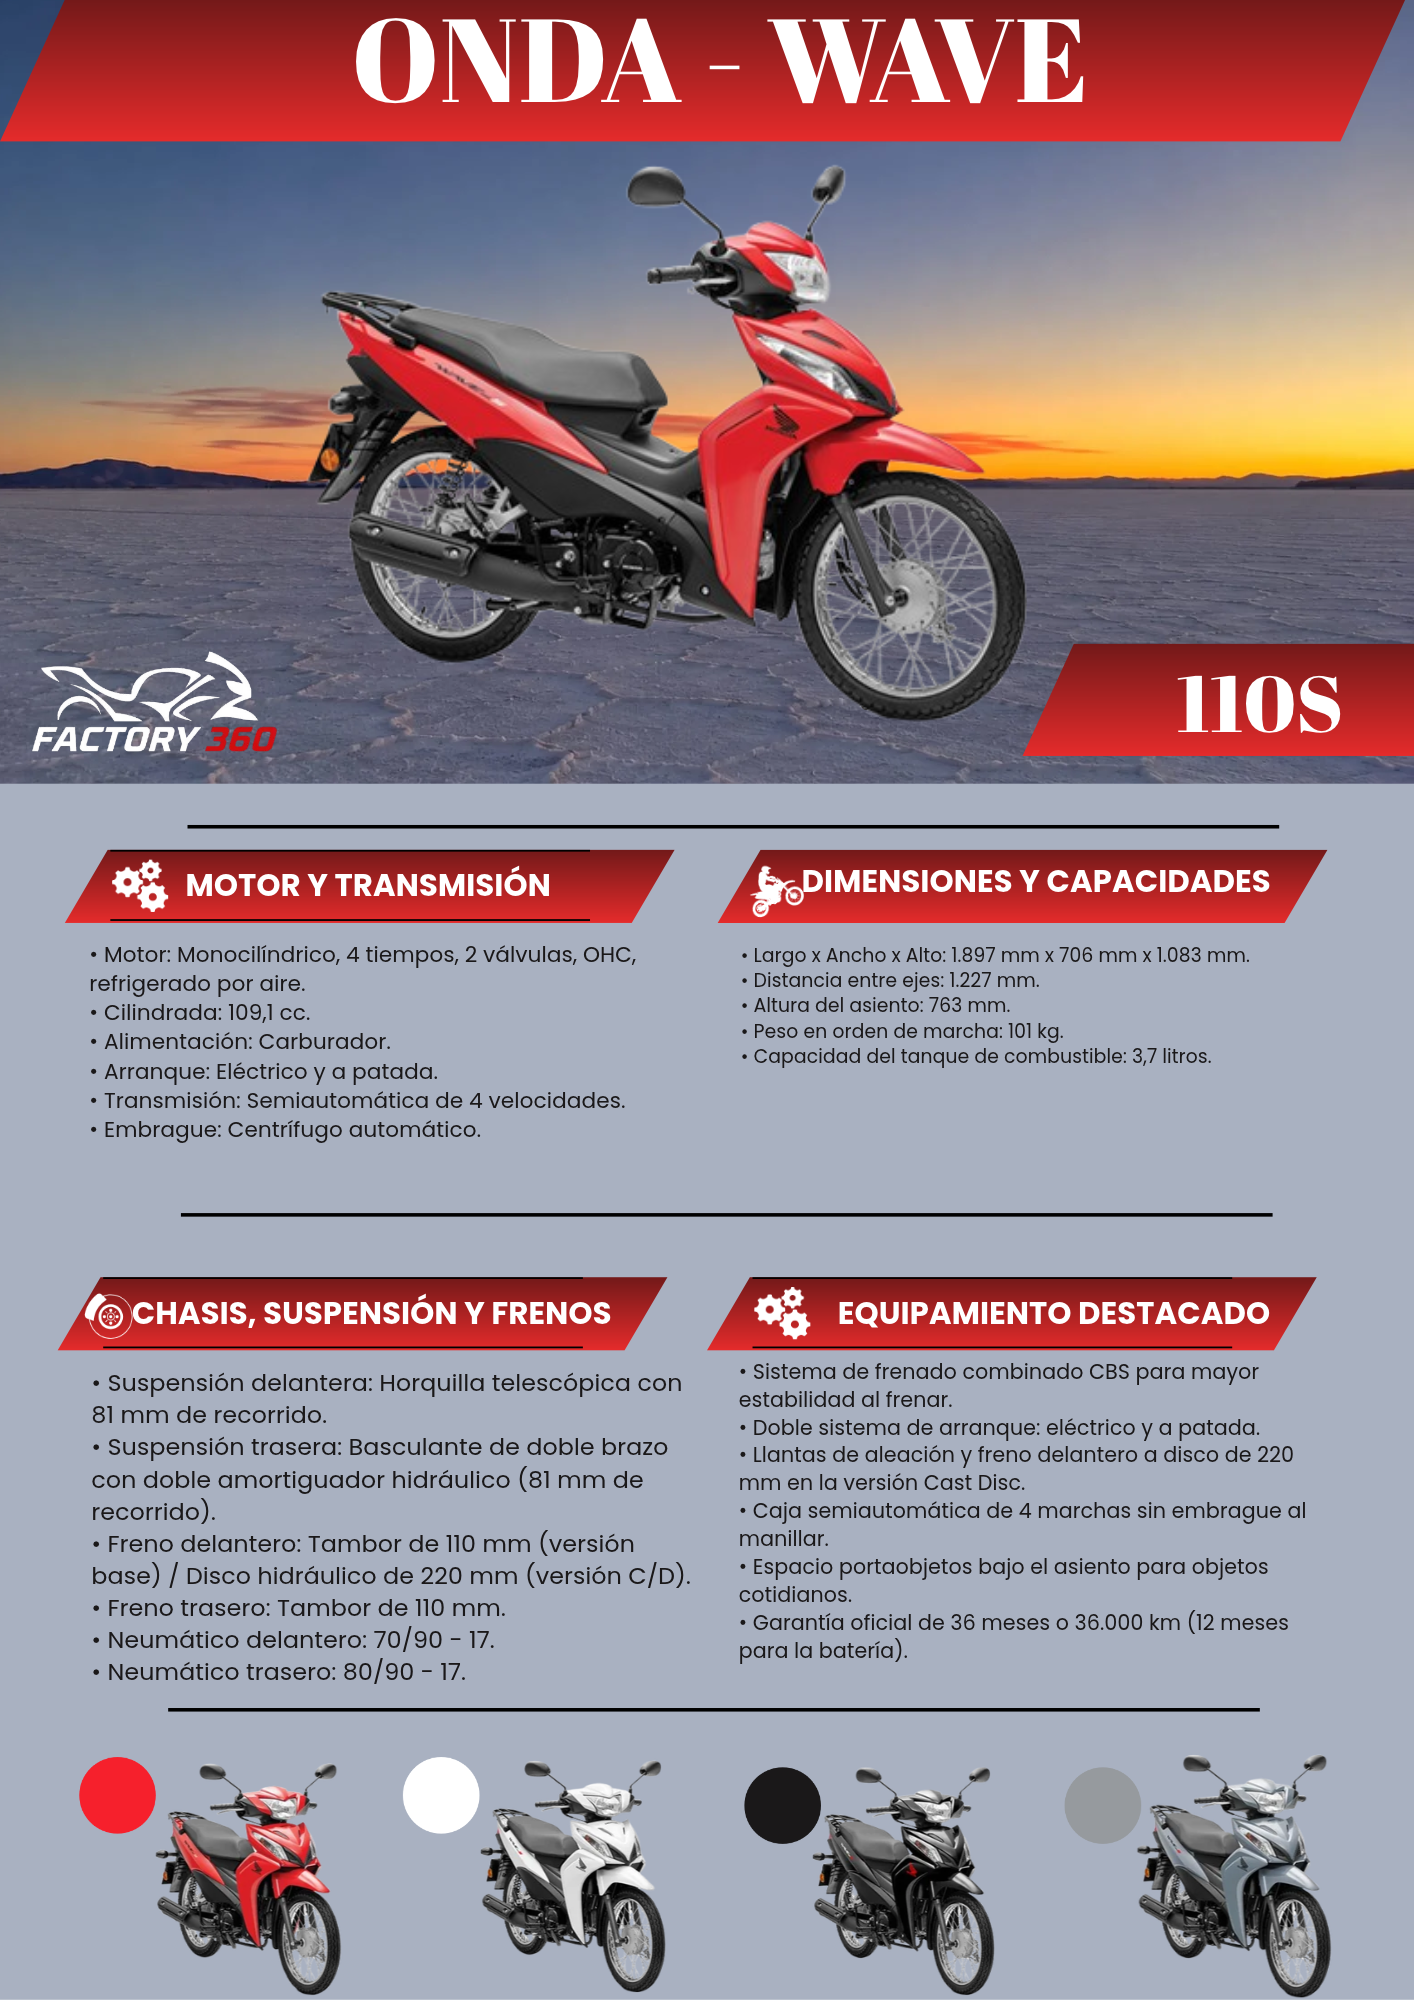 ONDA - WAVE
WAVE
HONDA
FACTORY 360
110S
MOTOR Y TRANSMISIÓN
• Motor: Monocilíndrico, 4 tiempos, 2 válvulas, OHC,
refrigerado por aire.
• Cilindrada: 109,1 cc.
• Alimentación: Carburador.
• Arranque: Eléctrico y a patada.
• Transmisión: Semiautomática de 4 velocidades.
• Embrague: Centrífugo automático.
DIMENSIONES Y CAPACIDADES
• Largo x Ancho x Alto: 1.897 mm x 706 mm x 1.083 mm.
• Distancia entre ejes: 1.227 mm.
• Altura del asiento: 763 mm.
• Peso en orden de marcha: 101 kg.
• Capacidad del tanque de combustible: 3,7 litros.
CHASIS, SUSPENSIÓN Y FRENOS
• Suspensión delantera: Horquilla telescópica con
81 mm de recorrido.
• Suspensión trasera: Basculante de doble brazo
con doble amortiguador hidráulico (81 mm de
recorrido).
• Freno delantero: Tambor de 110 mm (versión
base) / Disco hidráulico de 220 mm (versión C/D).
• Freno trasero: Tambor de 110 mm.
• Neumático delantero: 70/90 - 17.
• Neumático trasero: 80/90 - 17.
EQUIPAMIENTO DESTACADO
• Sistema de frenado combinado CBS para mayor
estabilidad al frenar.
• Doble sistema de arranque: eléctrico y a patada.
• Llantas de aleación y freno delantero a disco de 220
mm en la versión Cast Disc.
• Caja semiautomática de 4 marchas sin embrague al
manillar.
• Espacio portaobjetos bajo el asiento para objetos
cotidianos.
• Garantía oficial de 36 meses o 36.000 km (12 meses
para la batería).